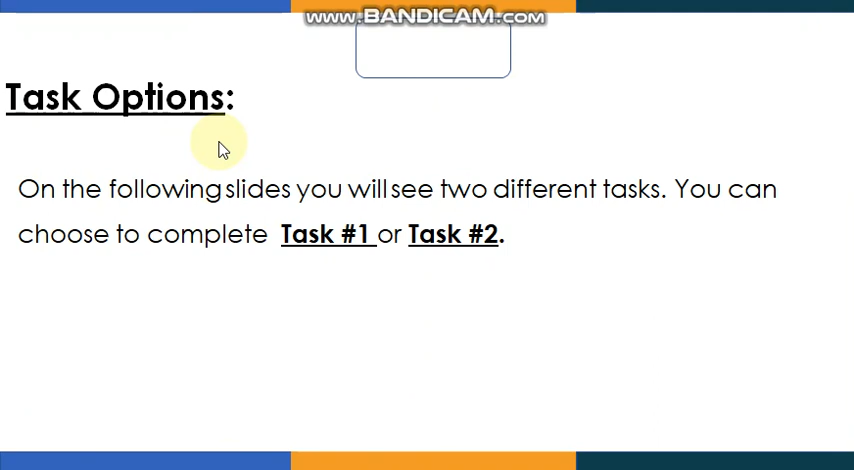 www.BANDICAM.com
Task Options:
On the following slides you will see two different tasks. You can
choose to complete Task #1 or Task #2.